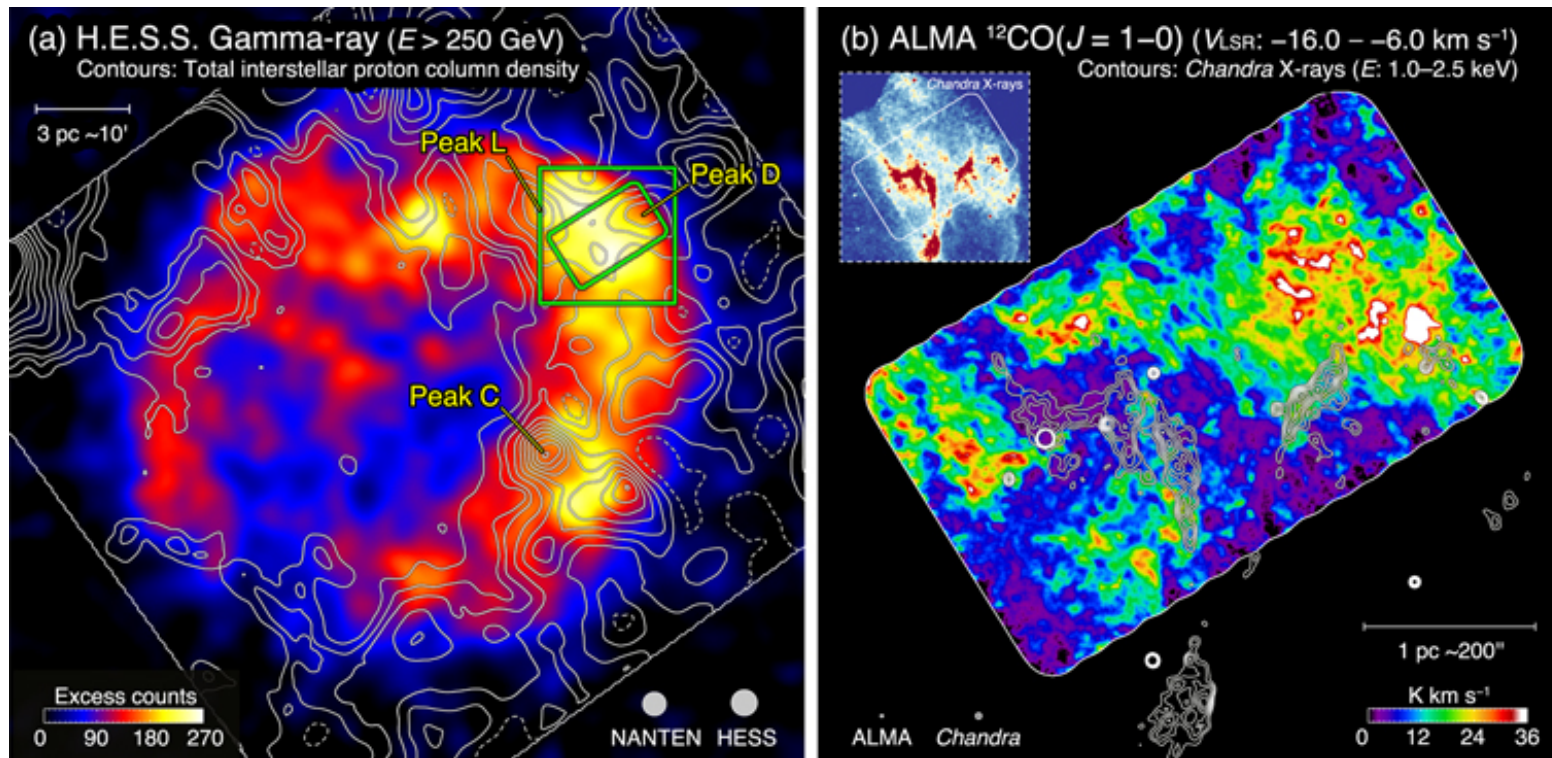 (a) H.E.S.S. Gamma-ray (E > 250 GeV)
Contours: Total interstellar proton column density
3 pc ~10'
Peak L
Peak D
Peak C
Excess counts
0 90 180 270
NANTEN HESS
(b) ALMA ¹²CO(J = 1–0) (VLSR: −16.0 – −6.0 km s⁻¹)
Contours: Chandra X-rays (E: 1.0–2.5 keV)
Chandra X-rays
1 pc ~200"
K km s⁻¹
0 12 24 36
ALMA Chandra